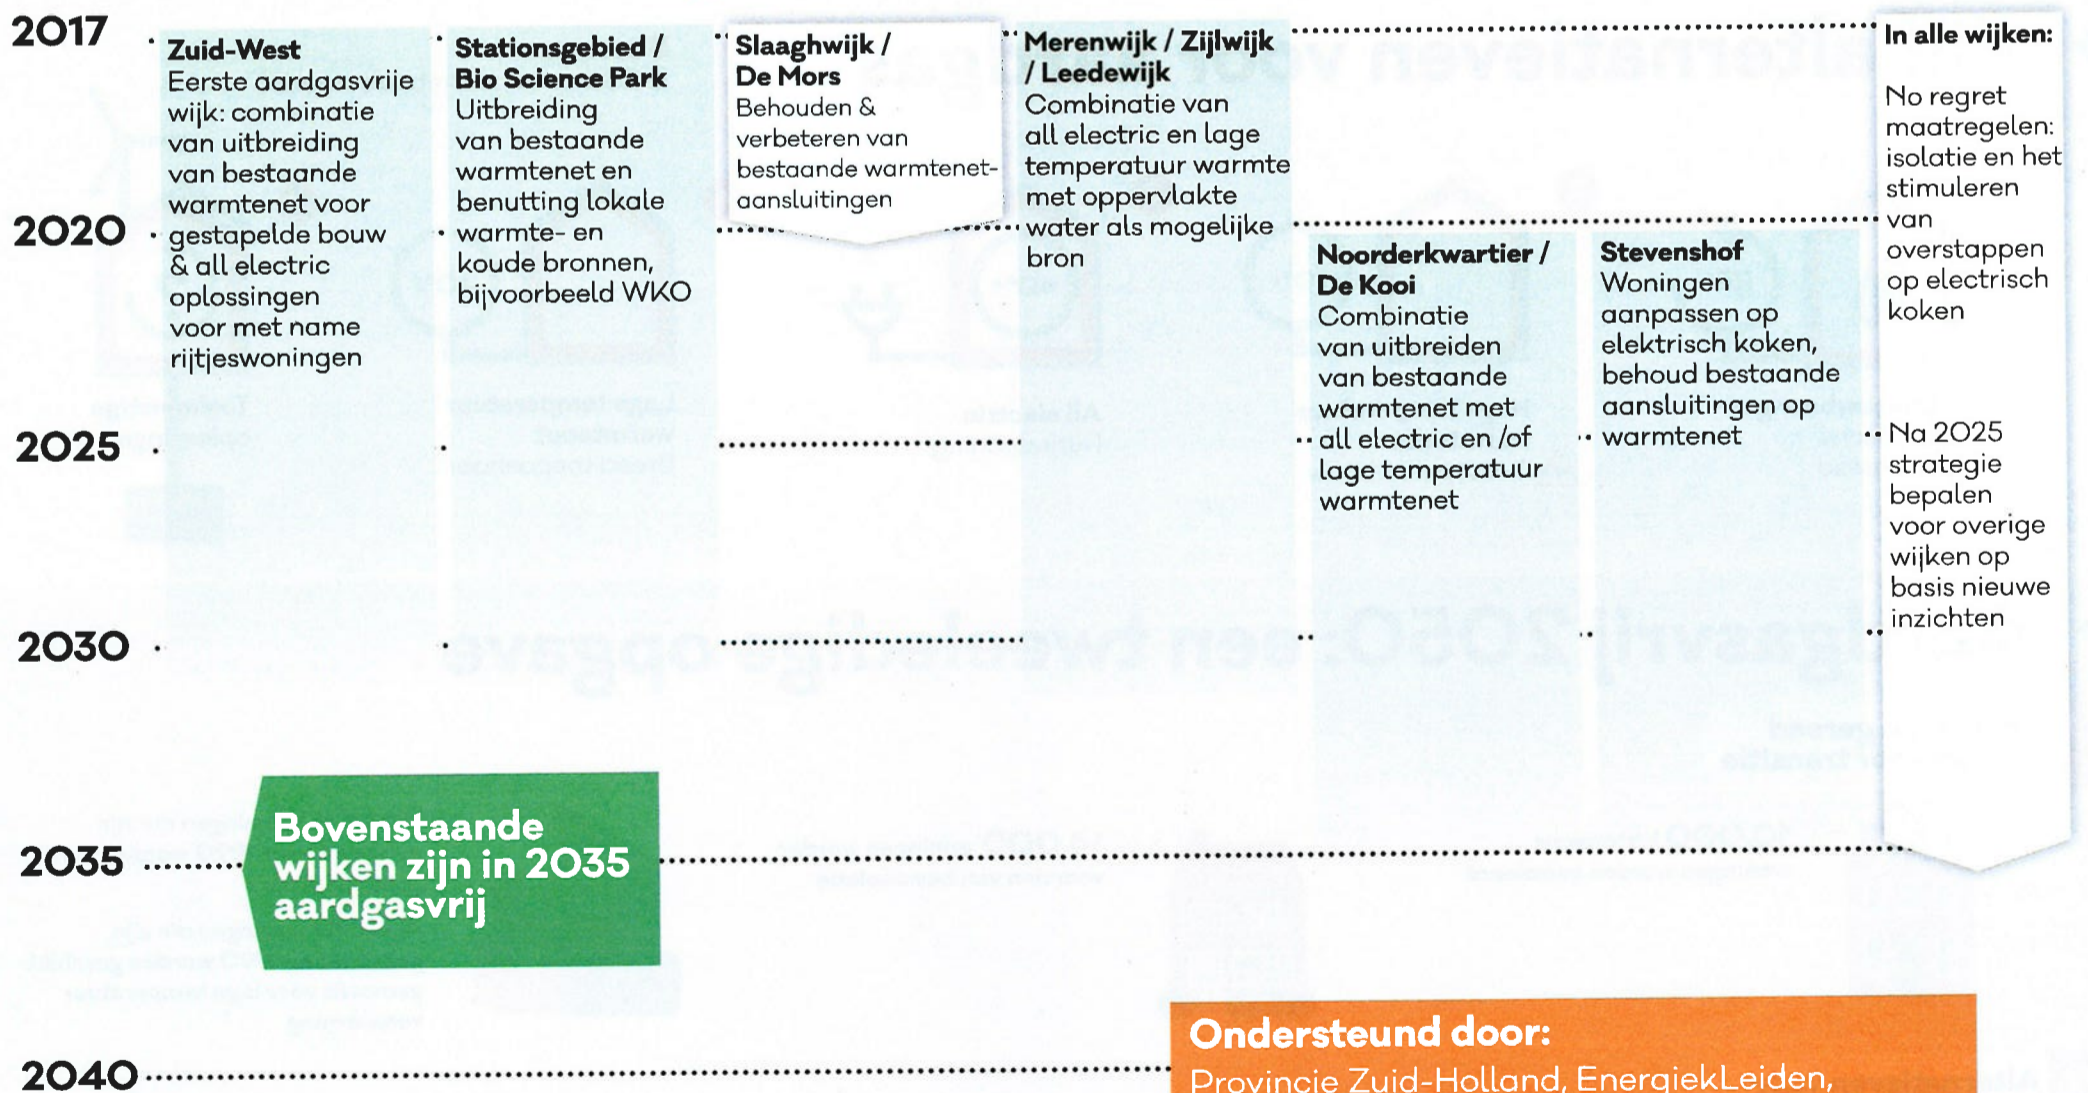 2017
2020
2025
2030
2035
2040
Zuid-West
Eerste aardgasvrije
wijk: combinatie
van uitbreiding
van bestaande
warmtenet voor
gestapelde bouw
& all electric
oplossingen
voor met name
rijtjeswoningen
Stationsgebied /
Bio Science Park
Uitbreiding
van bestaande
warmtenet en
benutting lokale
warmte- en
koude bronnen,
bijvoorbeeld WKO
Slaaghwijk /
De Mors
Behouden &
verbeteren van
bestaande warmtenet-
aansluitingen
Merenwijk / Zijlwijk
/ Leedewijk
Combinatie van
all electric en lage
temperatuur warmte
met oppervlakte
water als mogelijke
bron
Noorderkwartier /
De Kooi
Combinatie
van uitbreiden
van bestaande
warmtenet met
all electric en /of
lage temperatuur
warmtenet
Stevenshof
Woningen
aanpassen op
elektrisch koken,
behoud bestaande
aansluitingen op
warmtenet
In alle wijken:
No regret
maatregelen:
isolatie en het
stimuleren
van
overstappen
op electrisch
koken
Na 2025
strategie
bepalen
voor overige
wijken op
basis nieuwe
inzichten
Bovenstaande
wijken zijn in 2035
aardgasvrij
Ondersteund door:
Provincie Zuid-Holland, EnergiekLeiden,